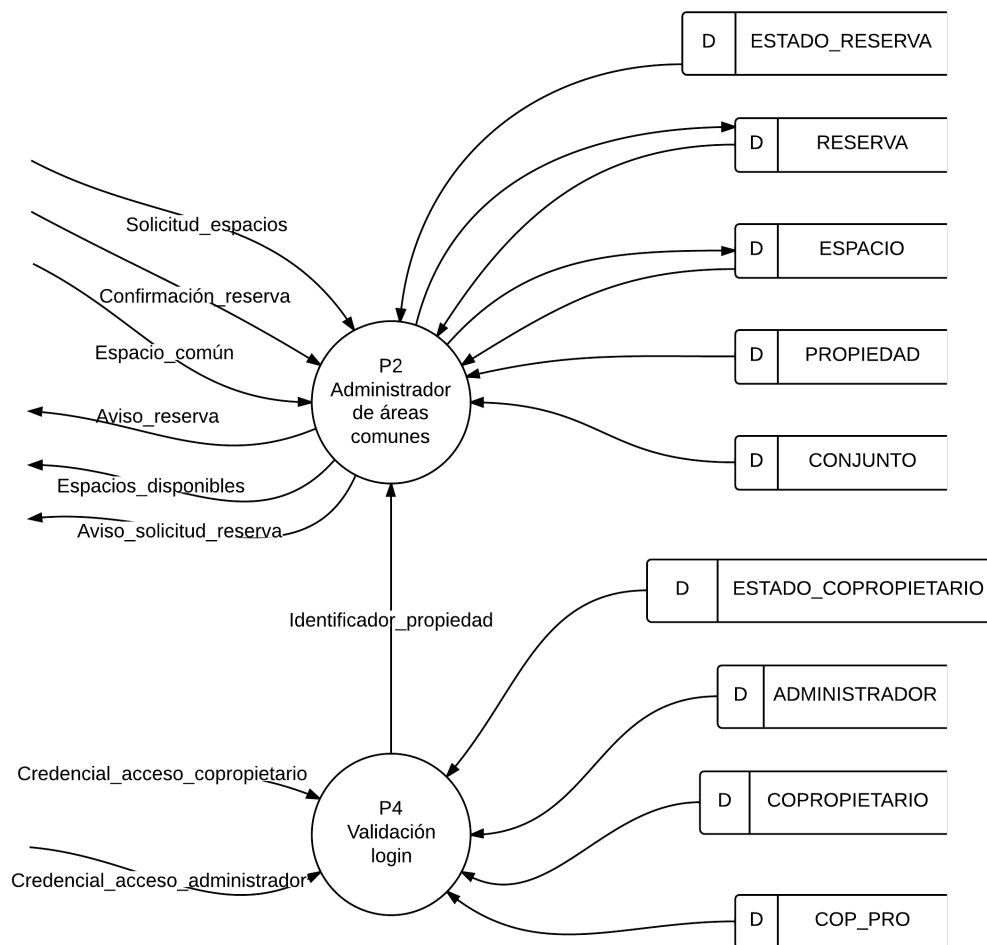 D ESTADO_RESERVA
D RESERVA
Solicitud_espacios
D ESPACIO
Confirmación_reserva
Espacio_común
D PROPIEDAD
P2
Administrador
de áreas
comunes
Aviso_reserva
D CONJUNTO
Espacios_disponibles
Aviso_solicitud_reserva
D ESTADO_COPROPIETARIO
Identificador_propiedad
D ADMINISTRADOR
Credencial_acceso_copropietario
D COPROPIETARIO
P4
Validación
login
Credencial_acceso_administrador
D COP_PRO